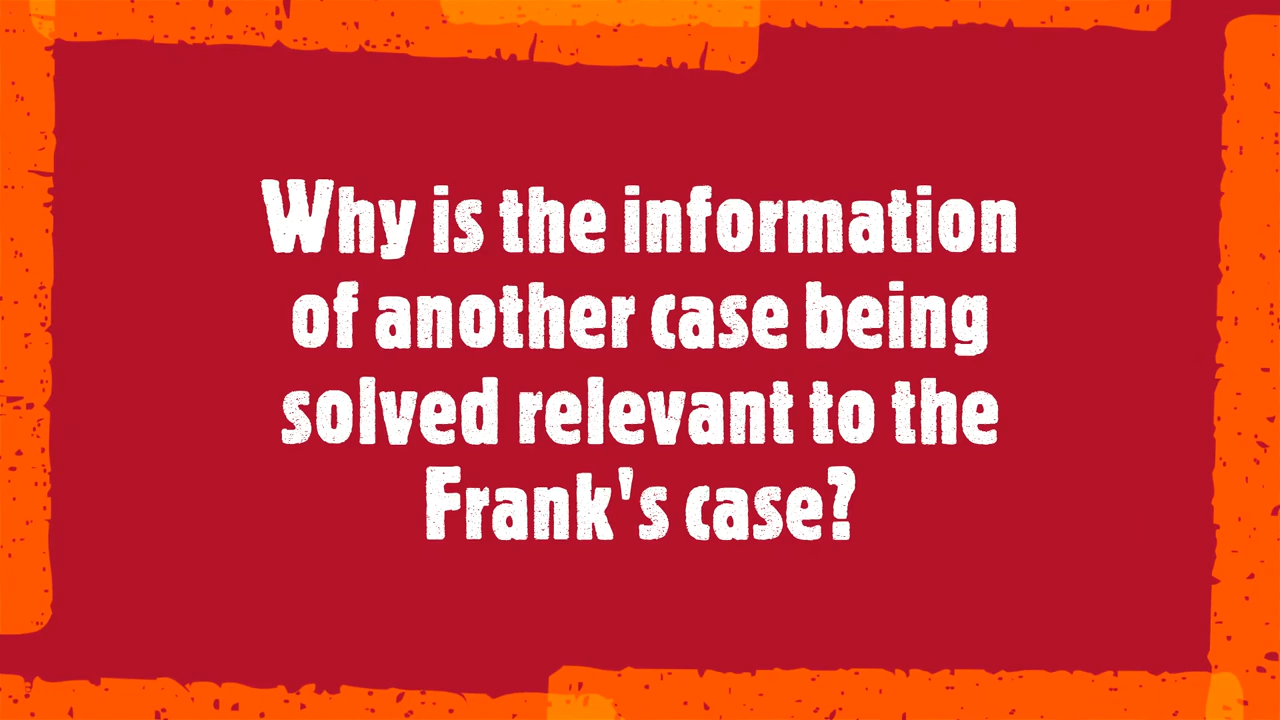 Why is the information
of another case being
solved relevant to the
Frank's case?